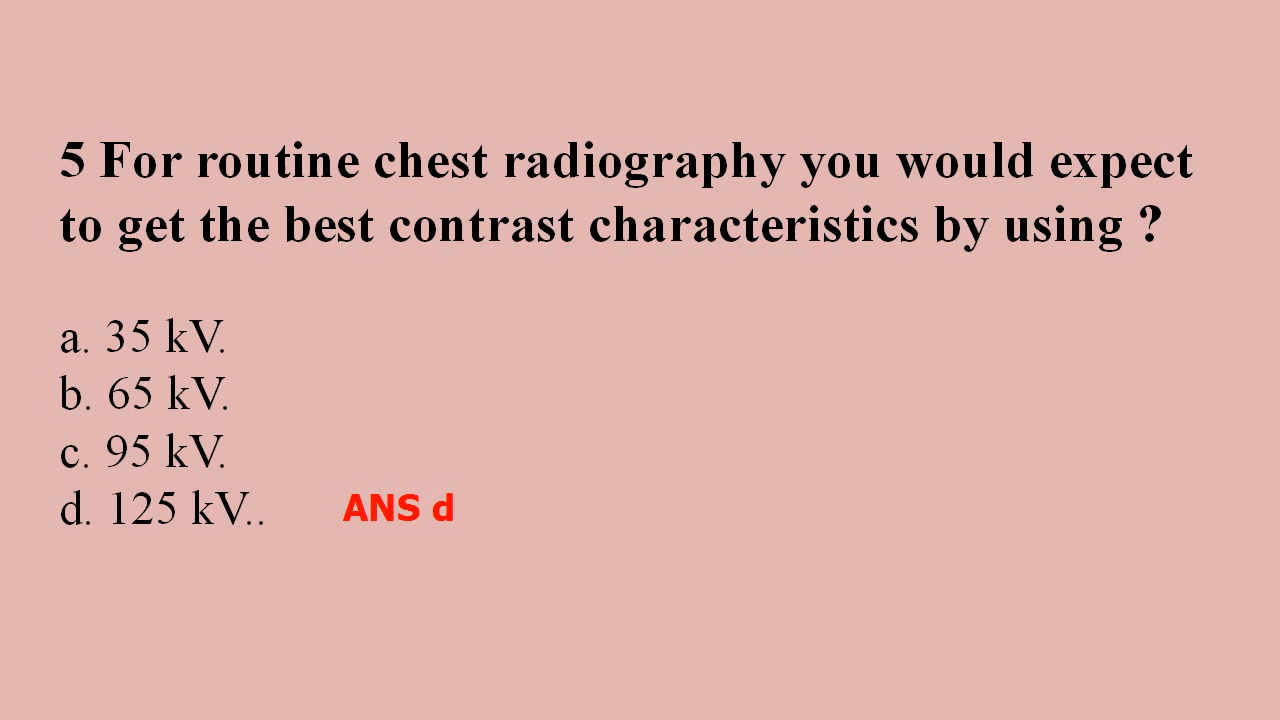 5 For routine chest radiography you would expect
to get the best contrast characteristics by using ?
a. 35 kV.
b. 65 kV.
c. 95 kV.
d. 125 kV.. ANS d